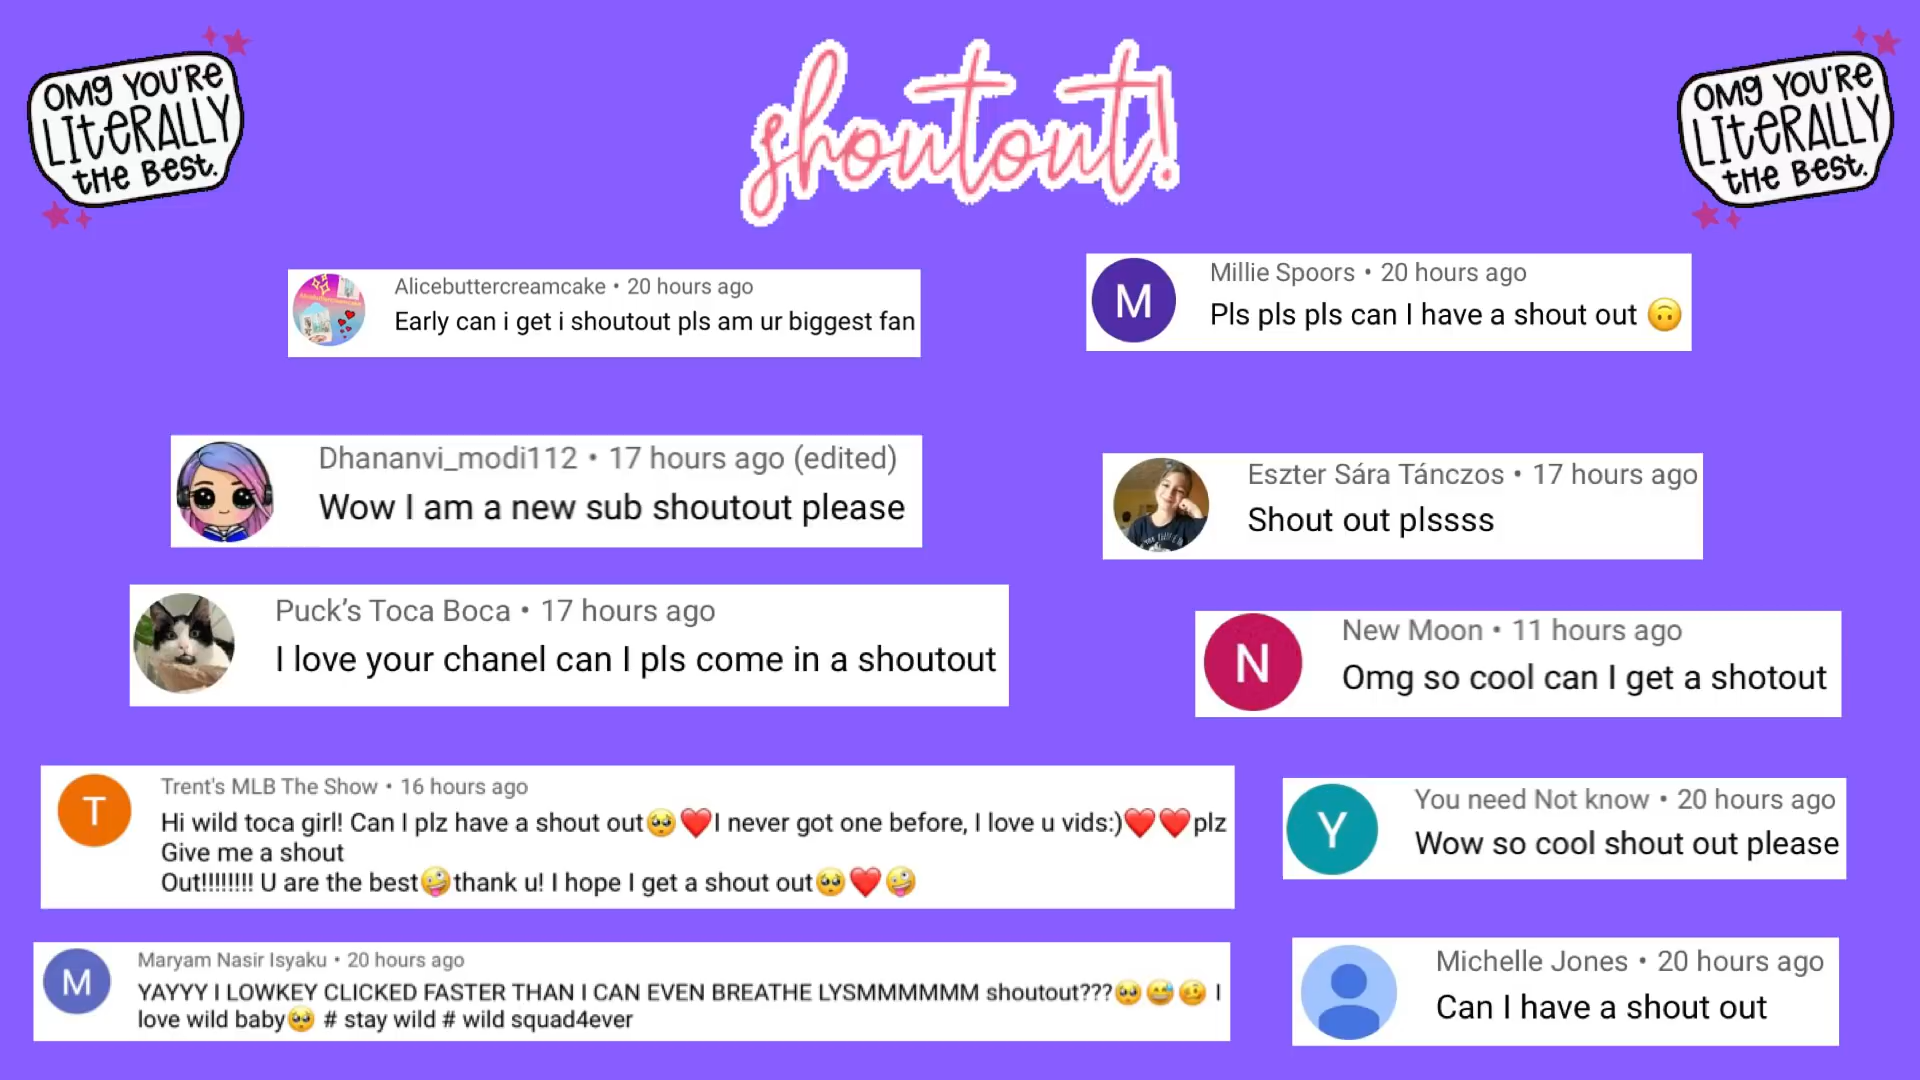 OMG YOU'RE
LITERALLY
THE BEST.
shoutout!
OMG YOU'RE
LITERALLY
THE BEST.
Alicebuttercreamcake • 20 hours ago
Early can i get i shoutout pls am ur biggest fan
M
Millie Spoors • 20 hours ago
Pls pls pls can I have a shout out 🙃
Dhananvi_modi112 • 17 hours ago (edited)
Wow I am a new sub shoutout please
Eszter Sára Tánczos • 17 hours ago
Shout out plssss
Puck’s Toca Boca • 17 hours ago
I love your chanel can I pls come in a shoutout
N
New Moon • 11 hours ago
Omg so cool can I get a shotout
T
Trent's MLB The Show • 16 hours ago
Hi wild toca girl! Can I plz have a shout out🥺❤️I never got one before, I love u vids:)❤️❤️plz
Give me a shout
Out!!!!!!!! U are the best🤪thank u! I hope I get a shout out🥺❤️🤪
Y
You need Not know • 20 hours ago
Wow so cool shout out please
M
Maryam Nasir Isyaku • 20 hours ago
YAYYY I LOWKEY CLICKED FASTER THAN I CAN EVEN BREATHE LYSMMMMMM shoutout???🥺😅🥴 I
love wild baby🥺 # stay wild # wild squad4ever
Michelle Jones • 20 hours ago
Can I have a shout out